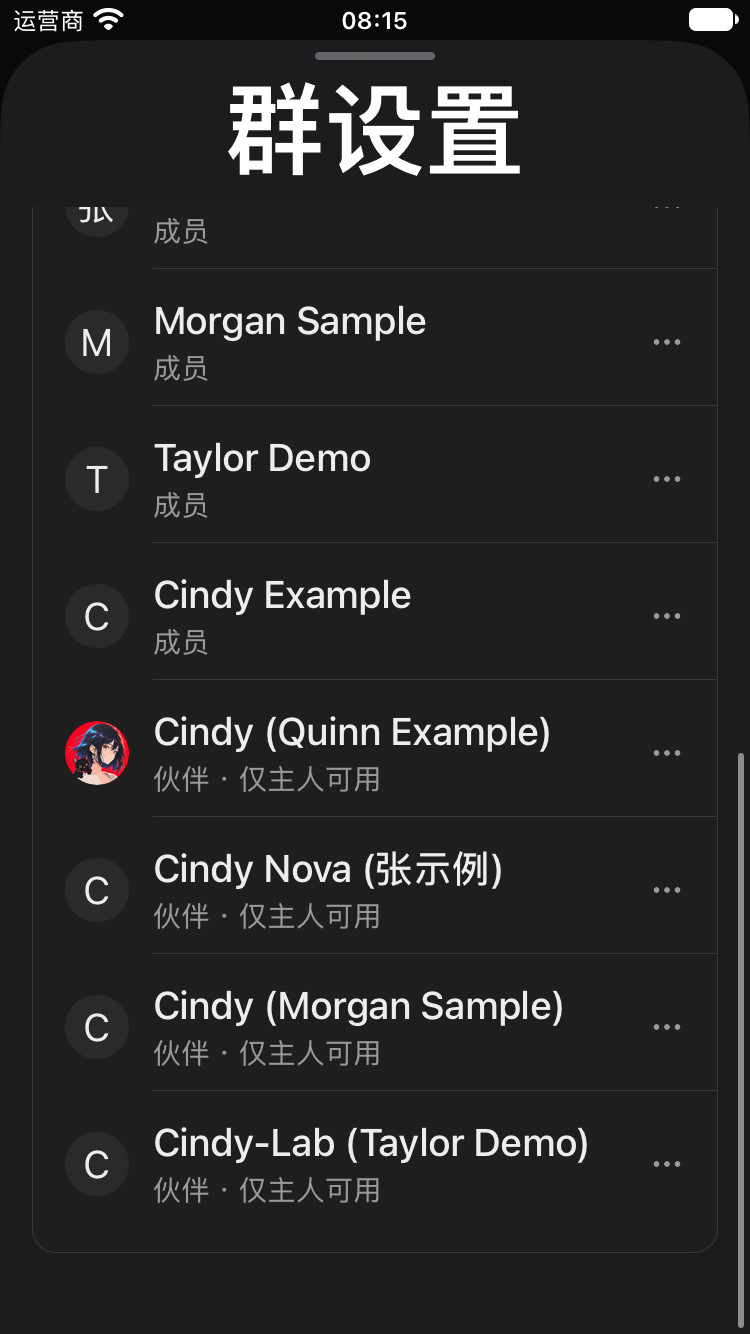 运营商
08:15
群设置
成员
M
Morgan Sample
成员
T
Taylor Demo
成员
C
Cindy Example
成员
Cindy (Quinn Example)
伙伴 · 仅主人可用
C
Cindy Nova (张示例)
伙伴 · 仅主人可用
C
Cindy (Morgan Sample)
伙伴 · 仅主人可用
C
Cindy-Lab (Taylor Demo)
伙伴 · 仅主人可用